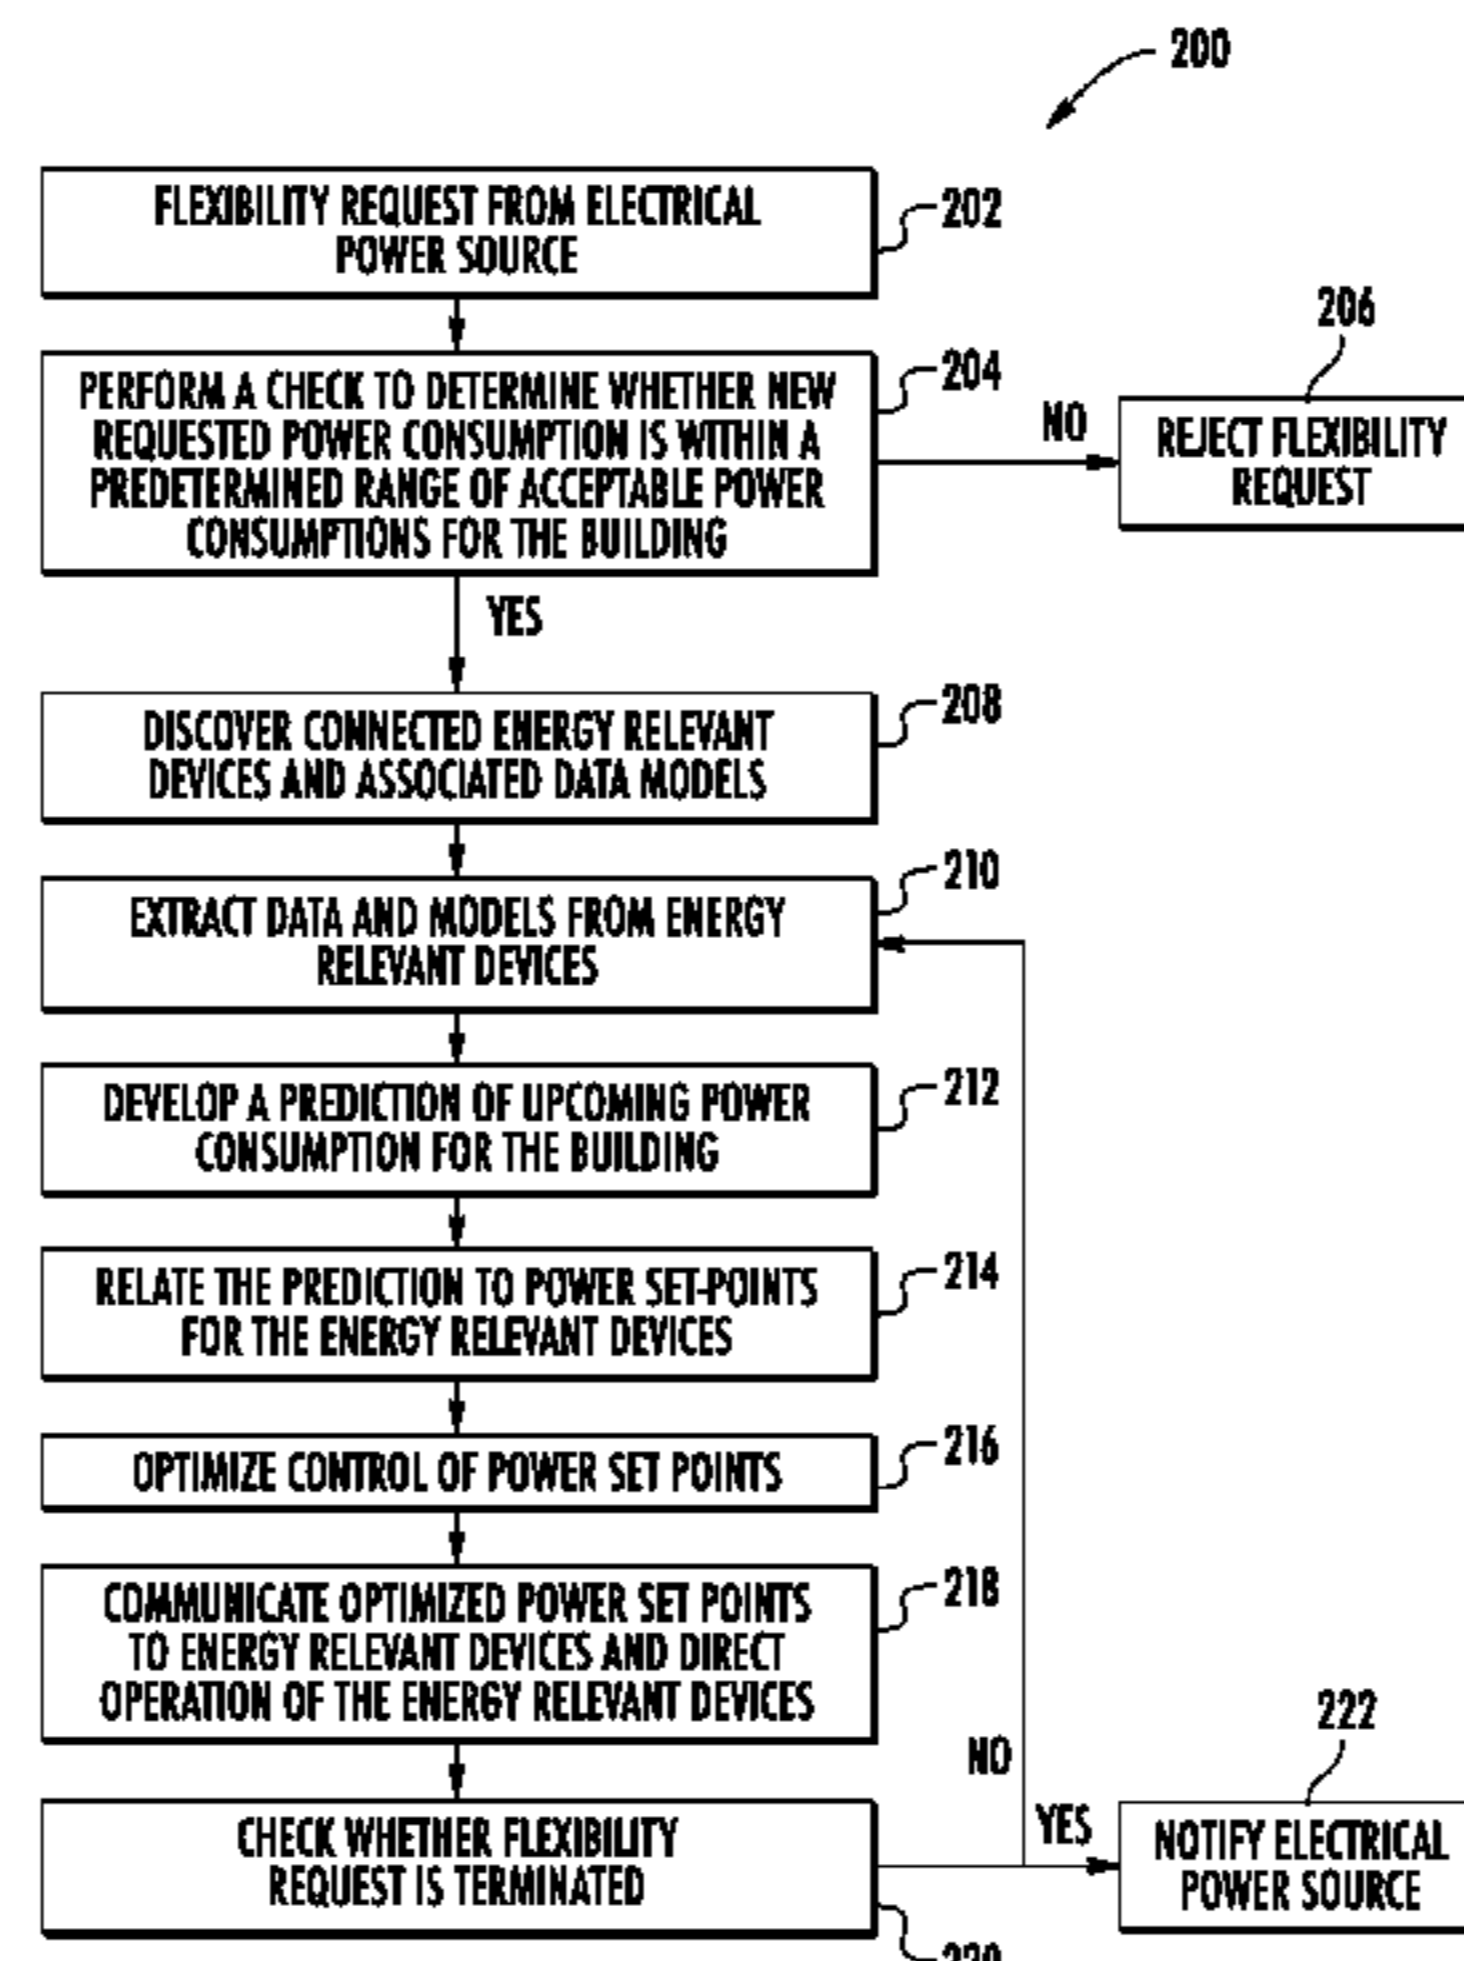 200
FLEXIBILITY REQUEST FROM ELECTRICAL
POWER SOURCE
202
PERFORM A CHECK TO DETERMINE WHETHER NEW
REQUESTED POWER CONSUMPTION IS WITHIN A
PREDETERMINED RANGE OF ACCEPTABLE POWER
CONSUMPTIONS FOR THE BUILDING
204
NO
206
REJECT FLEXIBILITY
REQUEST
YES
DISCOVER CONNECTED ENERGY RELEVANT
DEVICES AND ASSOCIATED DATA MODELS
208
EXTRACT DATA AND MODELS FROM ENERGY
RELEVANT DEVICES
210
DEVELOP A PREDICTION OF UPCOMING POWER
CONSUMPTION FOR THE BUILDING
212
RELATE THE PREDICTION TO POWER SET-POINTS
FOR THE ENERGY RELEVANT DEVICES
214
OPTIMIZE CONTROL OF POWER SET POINTS
216
COMMUNICATE OPTIMIZED POWER SET POINTS
TO ENERGY RELEVANT DEVICES AND DIRECT
OPERATION OF THE ENERGY RELEVANT DEVICES
218
NO
CHECK WHETHER FLEXIBILITY
REQUEST IS TERMINATED
YES
222
NOTIFY ELECTRICAL
POWER SOURCE